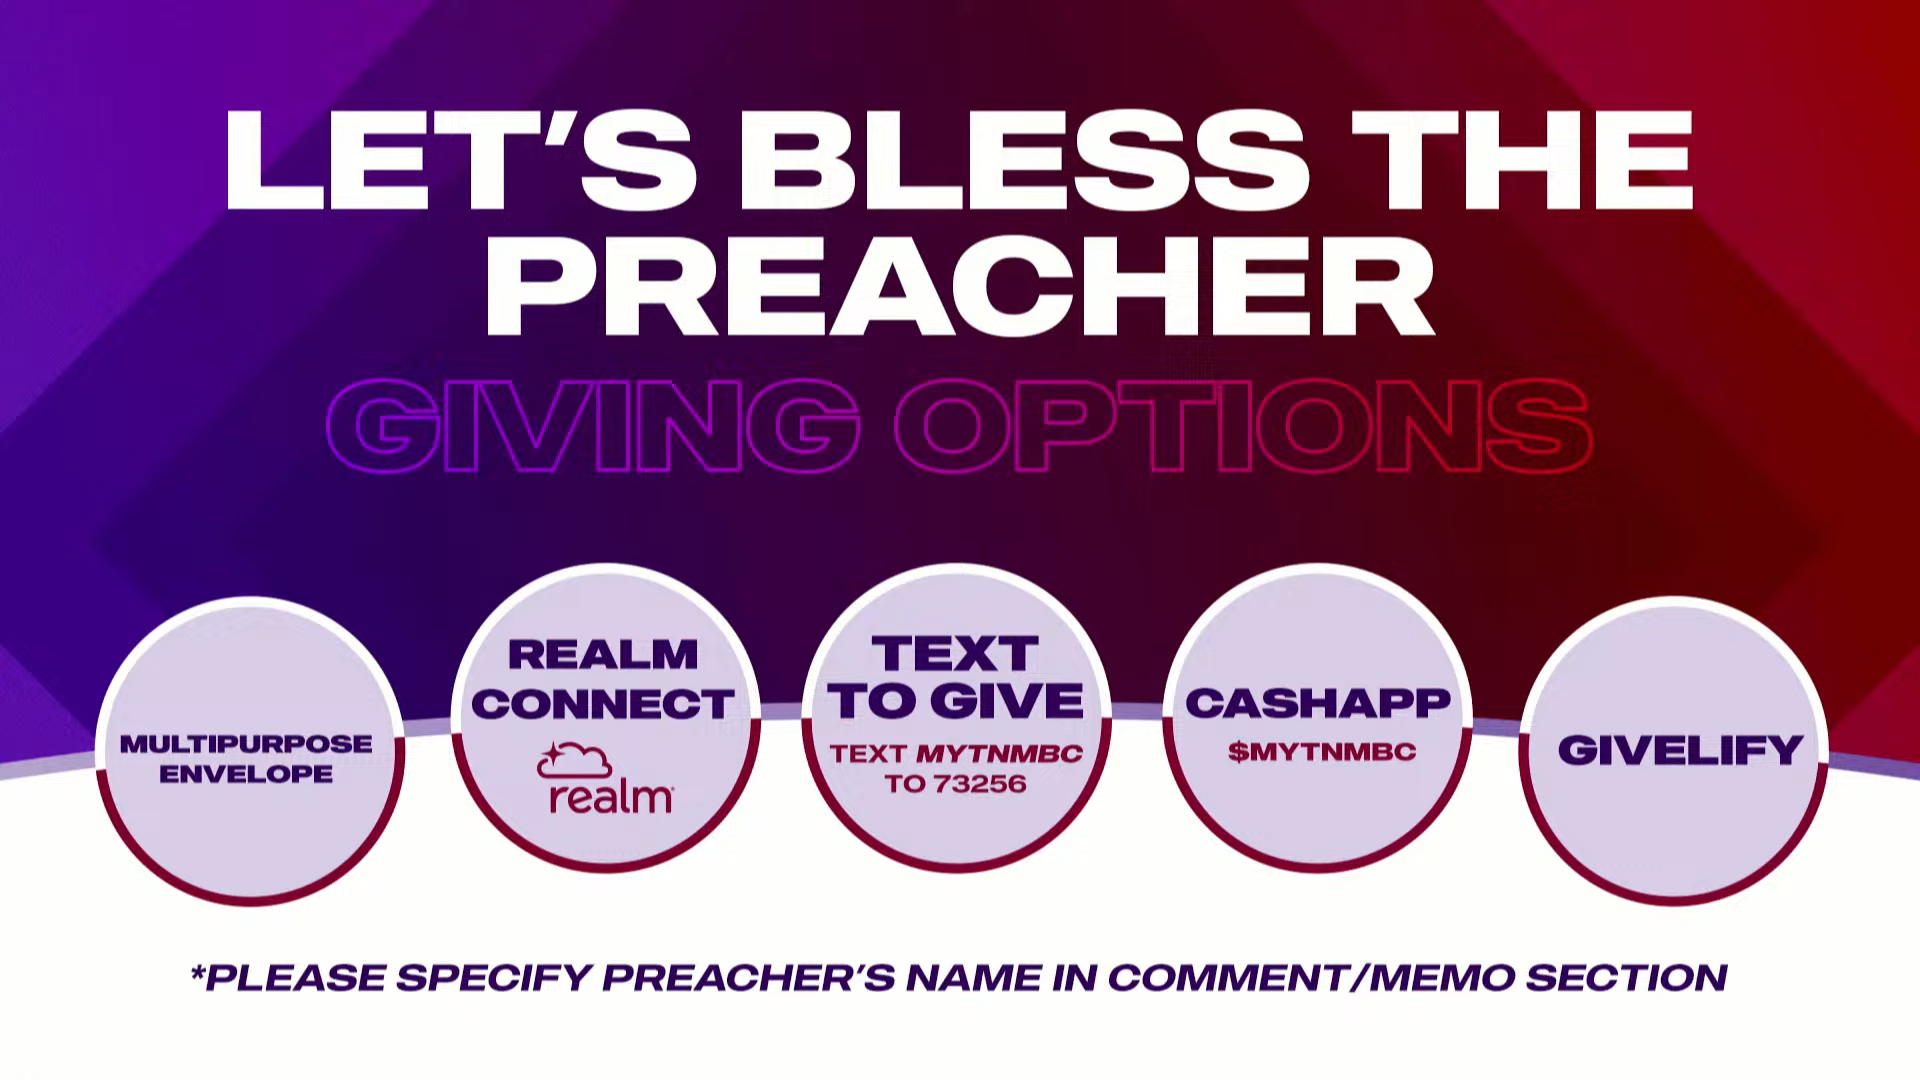 LET'S BLESS THE
PREACHER
GIVING OPTIONS
MULTIPURPOSE
ENVELOPE
REALM
CONNECT
realm
TEXT
TO GIVE
TEXT MYTNMBC
TO 73256
CASHAPP
$MYTNMBC
GIVELIFY
*PLEASE SPECIFY PREACHER'S NAME IN COMMENT/MEMO SECTION